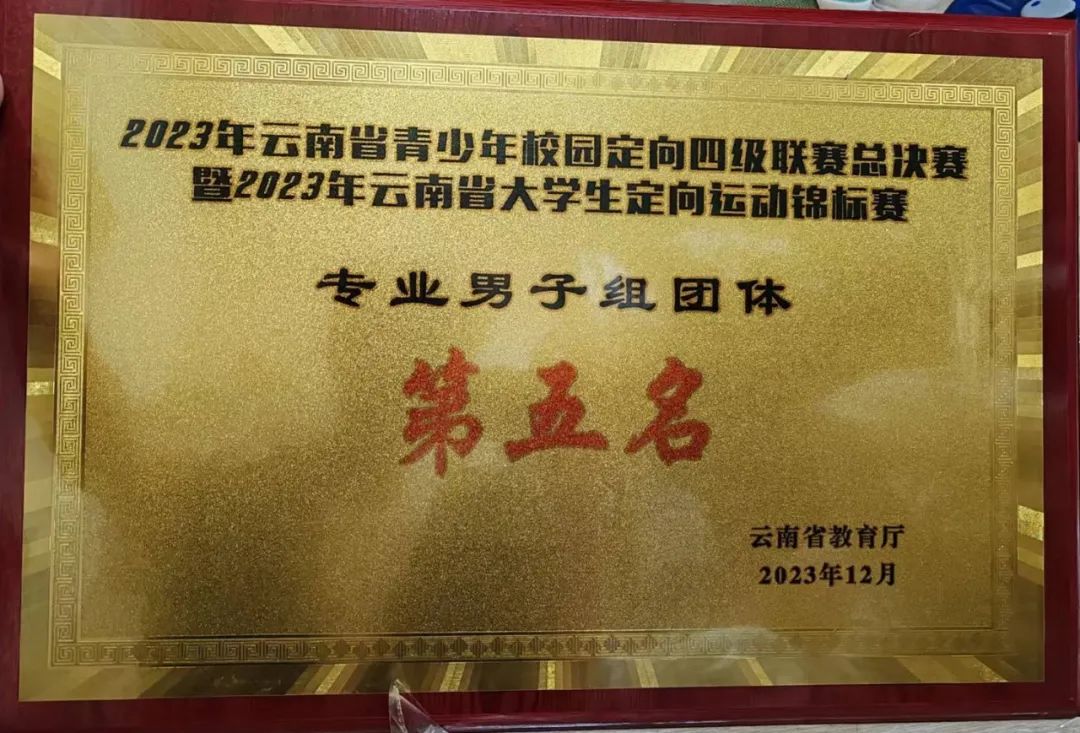 2023年云南省青少年校园定向四级联赛总决赛
暨2023年云南省大学生定向运动锦标赛
专业男子组团体
第五名
云南省教育厅
2023年12月